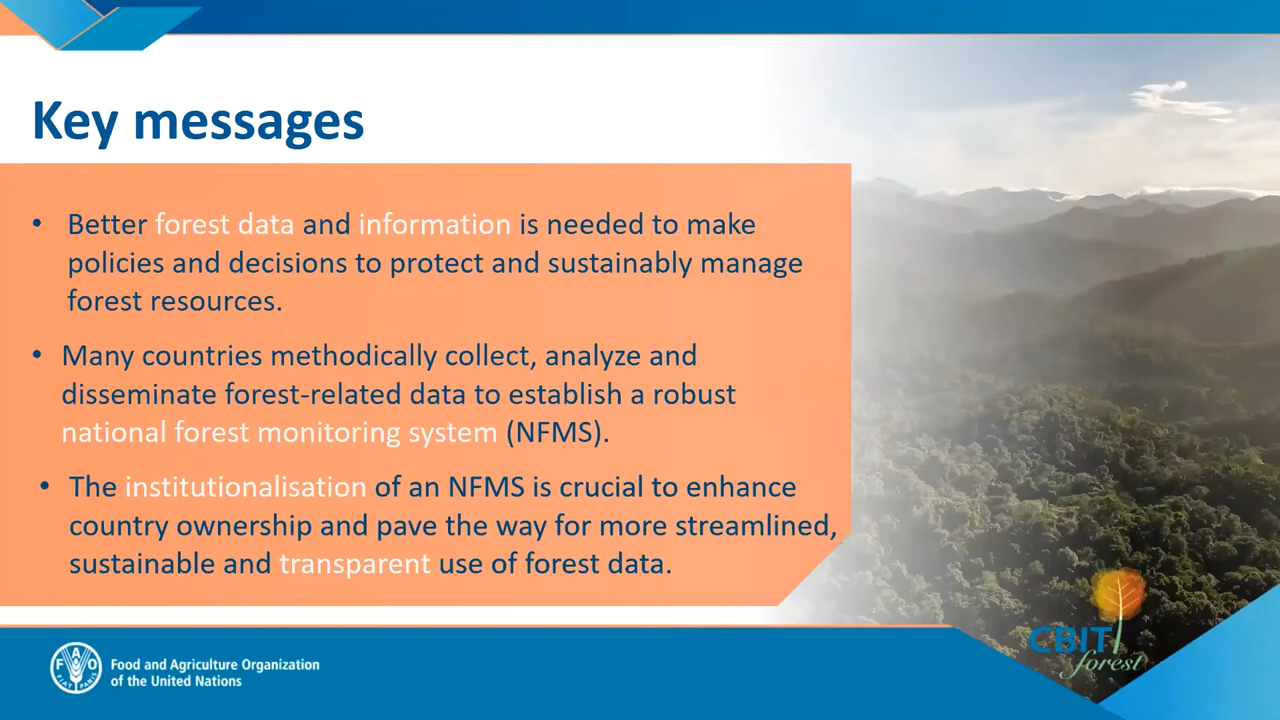 Key messages
• Better forest data and information is needed to make
policies and decisions to protect and sustainably manage
forest resources.
• Many countries methodically collect, analyze and
disseminate forest-related data to establish a robust
national forest monitoring system (NFMS).
• The institutionalisation of an NFMS is crucial to enhance
country ownership and pave the way for more streamlined,
sustainable and transparent use of forest data.
F A O
FIAT PANIS
Food and Agriculture Organization
of the United Nations
CBIT
forest